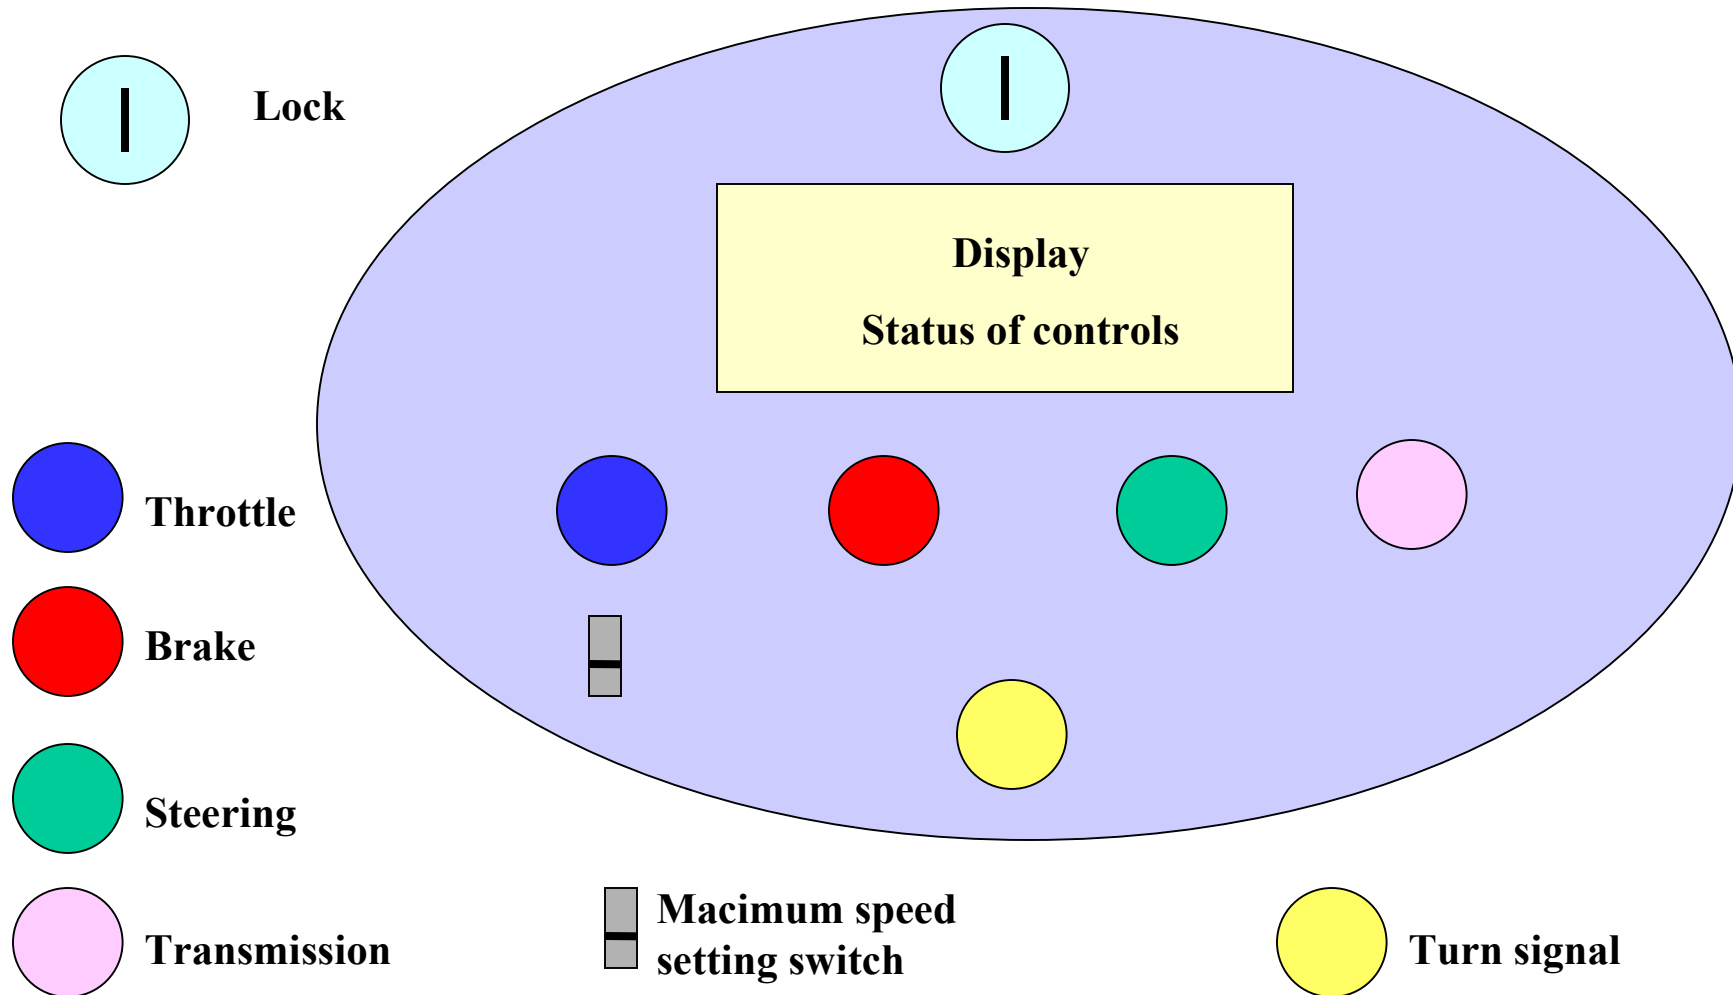 Lock
Display
Status of controls
Throttle
Brake
Steering
Transmission
Macimum speed
setting switch
Turn signal